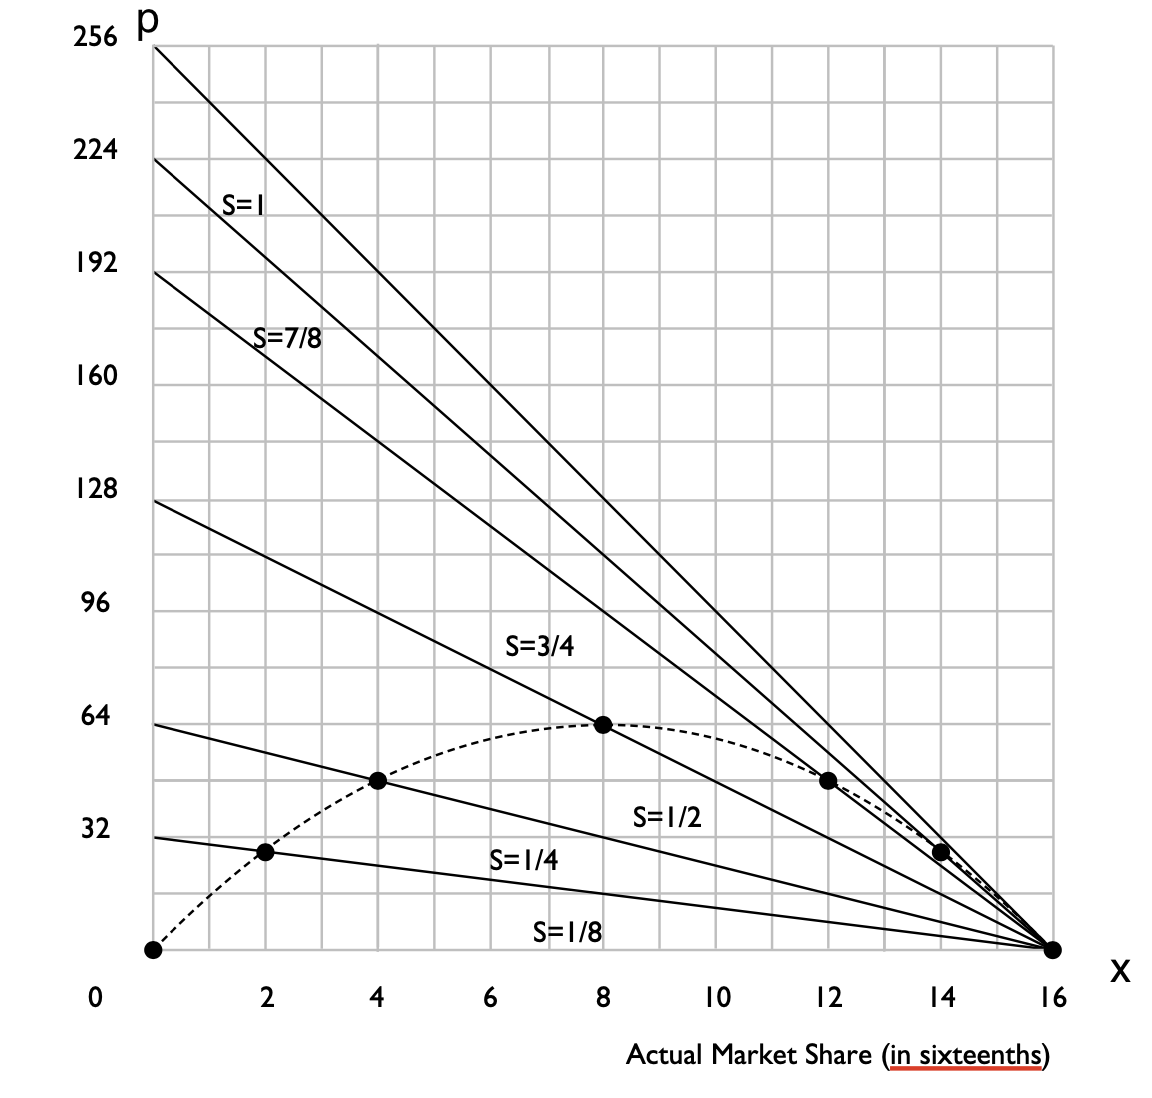 p
256
224
S=1
192
S=7/8
160
128
96
S=3/4
64
S=1/2
32
S=1/4
S=1/8
x
0 2 4 6 8 10 12 14 16
Actual Market Share (in sixteenths)